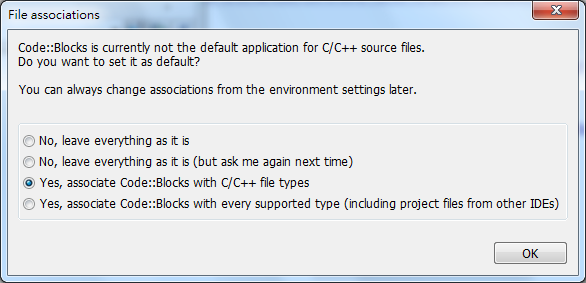 File associations
Code::Blocks is currently not the default application for C/C++ source files.
Do you want to set it as default?
You can always change associations from the environment settings later.
No, leave everything as it is
No, leave everything as it is (but ask me again next time)
Yes, associate Code::Blocks with C/C++ file types
Yes, associate Code::Blocks with every supported type (including project files from other IDEs)
OK